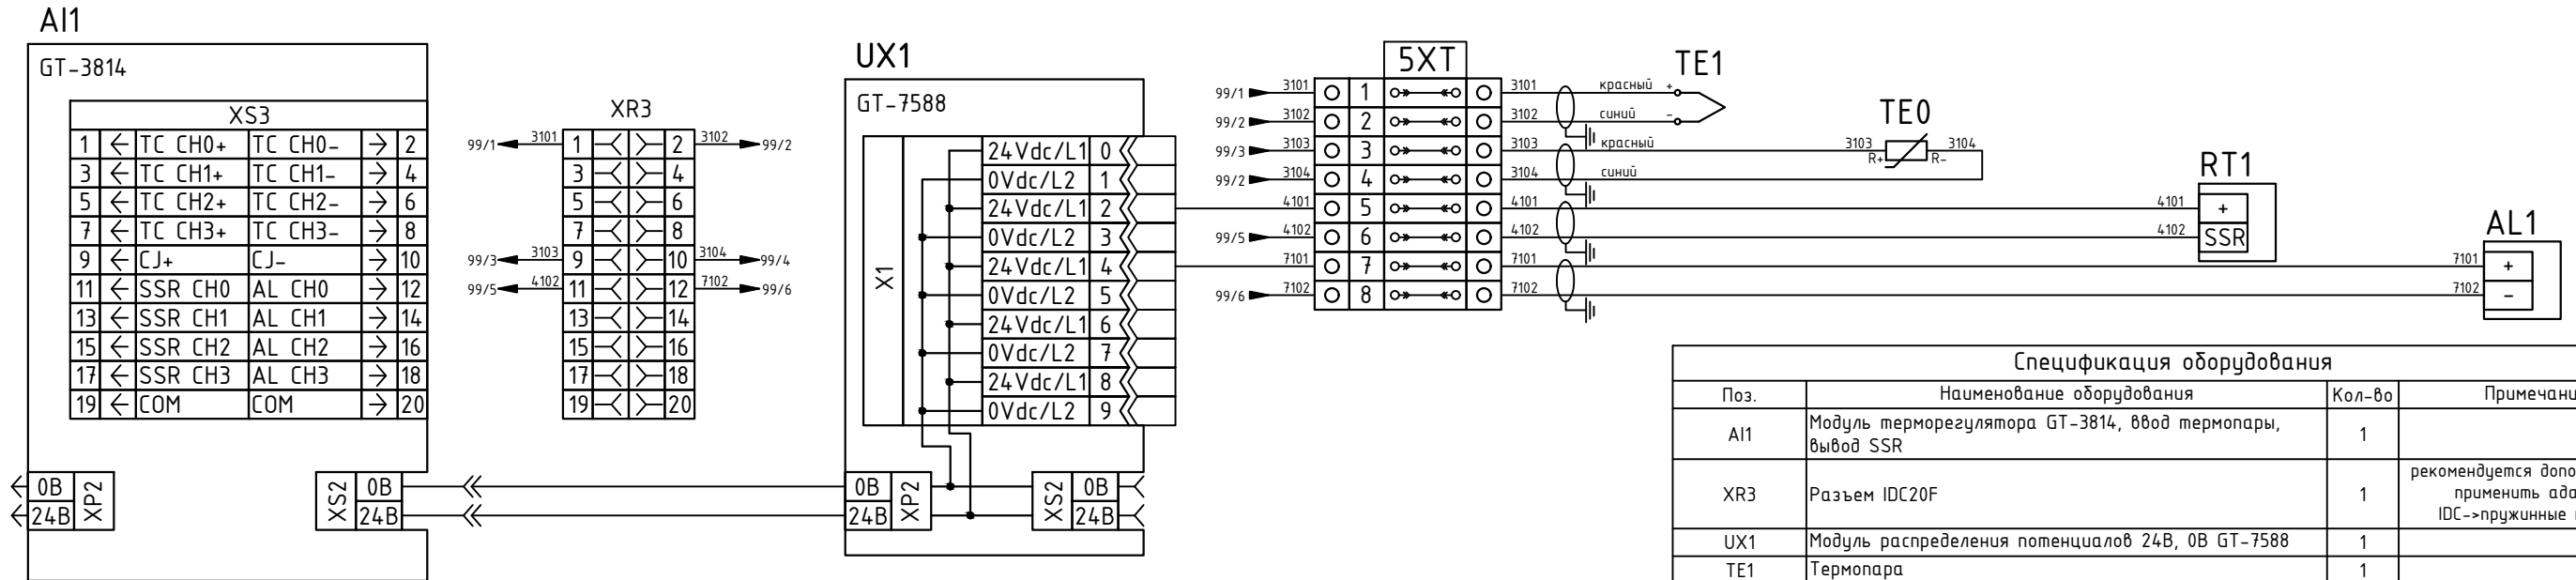 AI1
GT-3814
XS3
1 TC CH0+ TC CH0- 2
3 TC CH1+ TC CH1- 4
5 TC CH2+ TC CH2- 6
7 TC CH3+ TC CH3- 8
9 CJ+ CJ- 10
11 SSR CH0 AL CH0 12
13 SSR CH1 AL CH1 14
15 SSR CH2 AL CH2 16
17 SSR CH3 AL CH3 18
19 COM COM 20
0В
24В
XP2
XS2
0В
24В
XR3
99/1 3101 1 2 3102 99/2
3 4
5 6
7 8
99/3 3103 9 10 3104 99/4
99/5 4102 11 12 7102 99/6
13 14
15 16
17 18
19 20
UX1
GT-7588
X1
24Vdc/L1 0
0Vdc/L2 1
24Vdc/L1 2
0Vdc/L2 3
24Vdc/L1 4
0Vdc/L2 5
24Vdc/L1 6
0Vdc/L2 7
24Vdc/L1 8
0Vdc/L2 9
0В
24В
XP2
XS2
0В
24В
5XT
99/1 3101 1 3101 красный +
99/2 3102 2 3102 синий -
99/3 3103 3 3103 красный 3103 R+ R- 3104
99/2 3104 4 3104 синий
4101 5 4101 4101 +
99/5 4102 6 4102 4102 SSR
7101 7 7101 7101 +
99/6 7102 8 7102 7102 -
TE1
TE0
RT1
AL1
Спецификация оборудования
Поз. Наименование оборудования Кол-во Примечани
AI1 Модуль терморегулятора GT-3814, ввод термопары, вывод SSR 1
XR3 Разъем IDC20F 1 рекомендуется допо
применить ада
IDC->пружинные
UX1 Модуль распределения потенциалов 24В, 0В GT-7588 1
TE1 Термопара 1